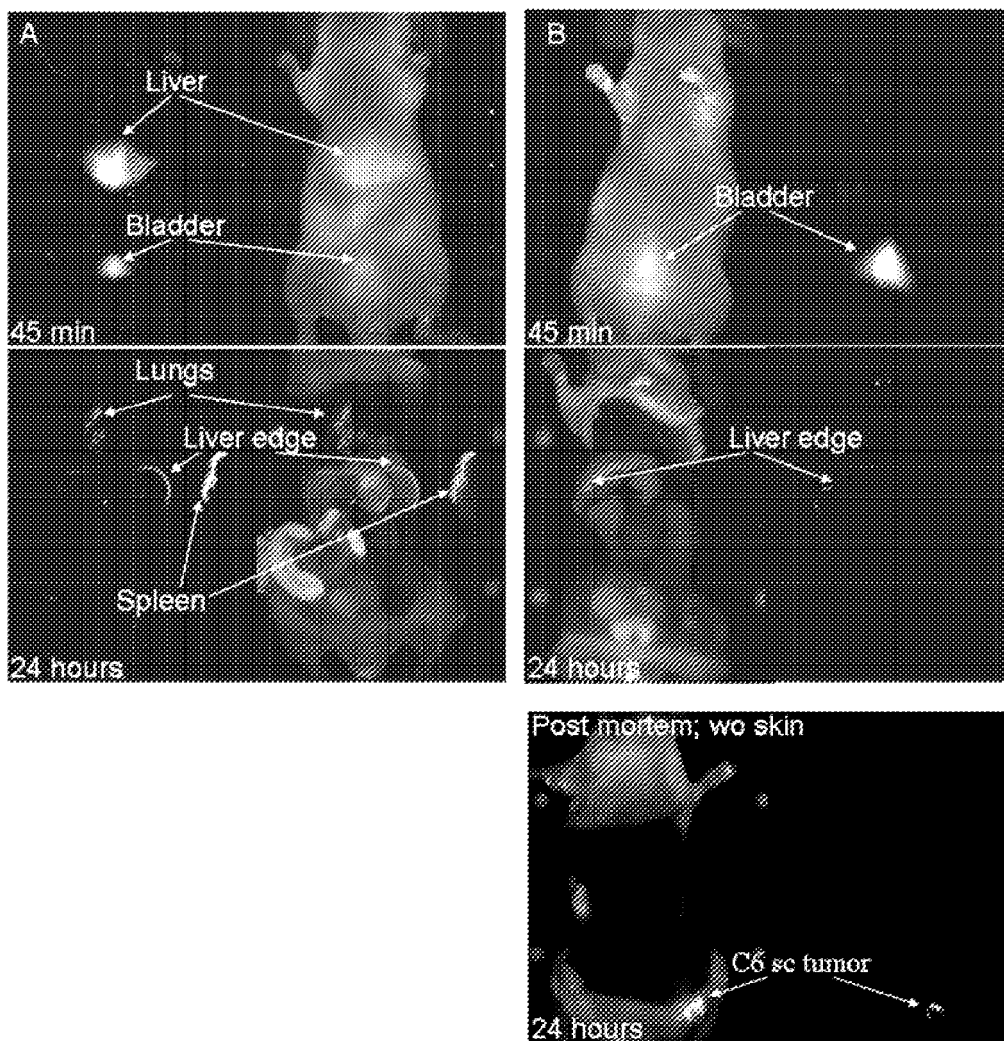 A
Liver
Bladder
45 min
B
Bladder
45 min
Lungs
Liver edge
Spleen
24 hours
Liver edge
24 hours
Post mortem; wo skin
C6 sc tumor
24 hours